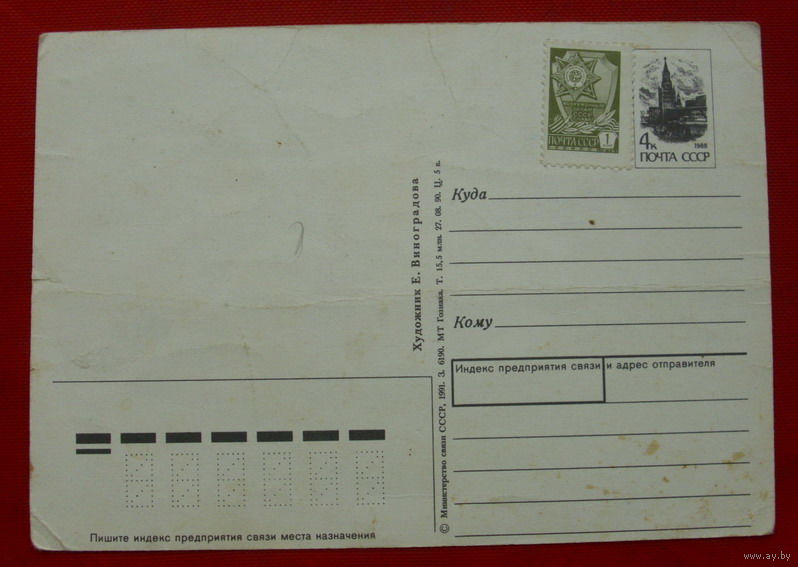 ПОЧТА СССР 1
4к 1988
ПОЧТА СССР
Куда
Кому
Индекс предприятия связи и адрес отправителя
Художник Е. Виноградова
© Министерство связи СССР, 1991. З. 6190. МТ Гознака. Т. 15,5 млн. 27. 08. 90. Ц. 5 к.
Пишите индекс предприятия связи места назначения
www.ay.by